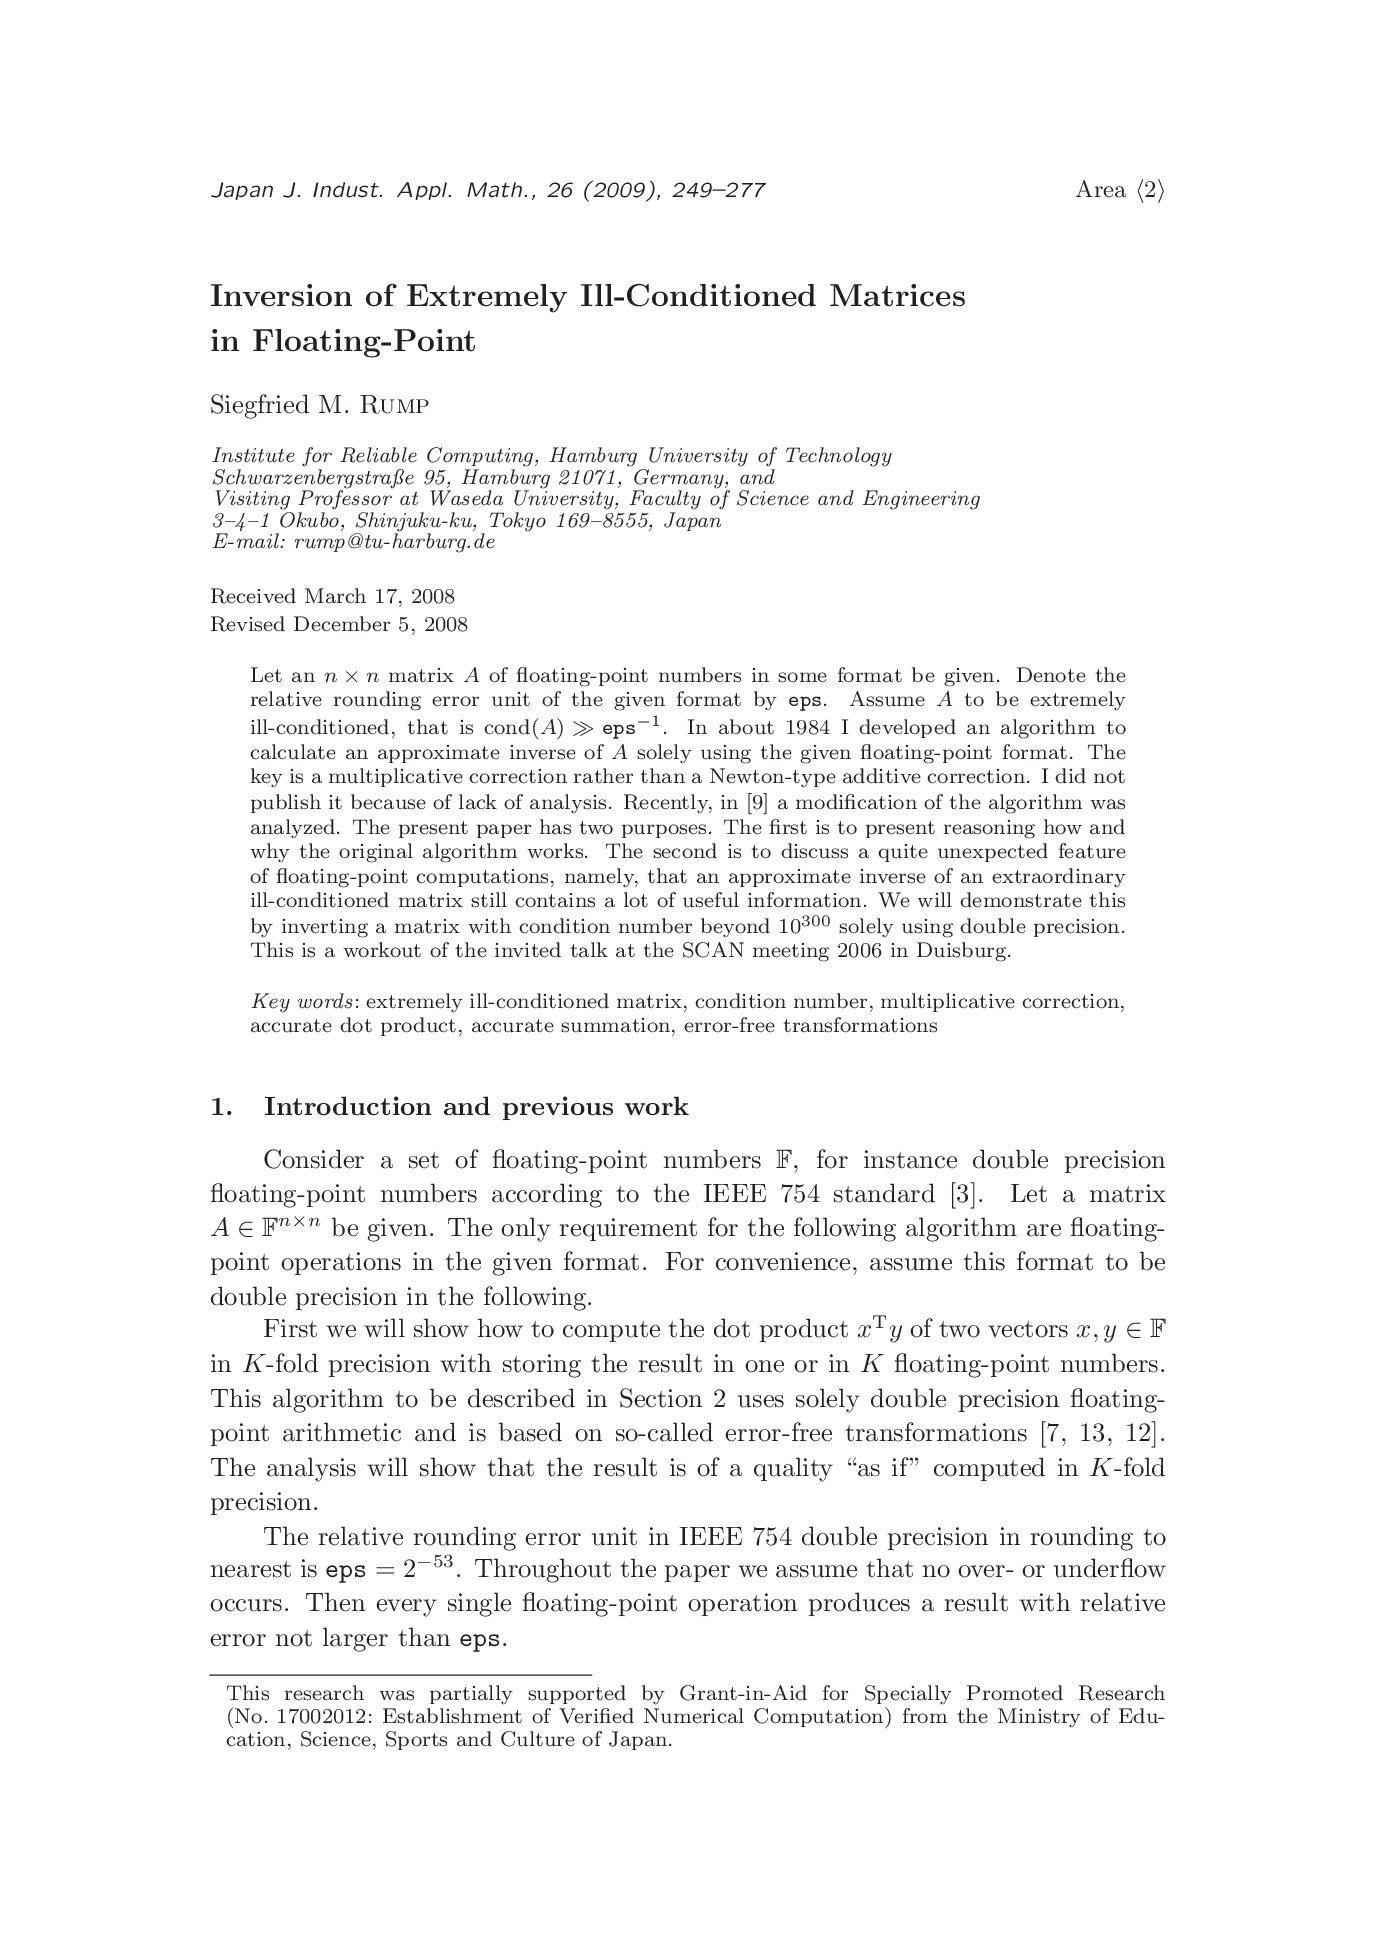 Japan J. Indust. Appl. Math., 26 (2009), 249–277 Area ⟨2⟩
Inversion of Extremely Ill-Conditioned Matrices
in Floating-Point
Siegfried M. RUMP
Institute for Reliable Computing, Hamburg University of Technology
Schwarzenbergstraße 95, Hamburg 21071, Germany, and
Visiting Professor at Waseda University, Faculty of Science and Engineering
3–4–1 Okubo, Shinjuku-ku, Tokyo 169–8555, Japan
E-mail: rump@tu-harburg.de
Received March 17, 2008
Revised December 5, 2008
Let an n × n matrix A of floating-point numbers in some format be given. Denote the
relative rounding error unit of the given format by eps. Assume A to be extremely
ill-conditioned, that is cond(A) ≫ eps⁻¹. In about 1984 I developed an algorithm to
calculate an approximate inverse of A solely using the given floating-point format. The
key is a multiplicative correction rather than a Newton-type additive correction. I did not
publish it because of lack of analysis. Recently, in [9] a modification of the algorithm was
analyzed. The present paper has two purposes. The first is to present reasoning how and
why the original algorithm works. The second is to discuss a quite unexpected feature
of floating-point computations, namely, that an approximate inverse of an extraordinary
ill-conditioned matrix still contains a lot of useful information. We will demonstrate this
by inverting a matrix with condition number beyond 10³⁰⁰ solely using double precision.
This is a workout of the invited talk at the SCAN meeting 2006 in Duisburg.
Key words: extremely ill-conditioned matrix, condition number, multiplicative correction,
accurate dot product, accurate summation, error-free transformations
1. Introduction and previous work
Consider a set of floating-point numbers 𝔽, for instance double precision
floating-point numbers according to the IEEE 754 standard [3]. Let a matrix
A ∈ 𝔽ⁿˣⁿ be given. The only requirement for the following algorithm are floating-
point operations in the given format. For convenience, assume this format to be
double precision in the following.
First we will show how to compute the dot product xᵀy of two vectors x, y ∈ 𝔽
in K-fold precision with storing the result in one or in K floating-point numbers.
This algorithm to be described in Section 2 uses solely double precision floating-
point arithmetic and is based on so-called error-free transformations [7, 13, 12].
The analysis will show that the result is of a quality “as if” computed in K-fold
precision.
The relative rounding error unit in IEEE 754 double precision in rounding to
nearest is eps = 2⁻⁵³. Throughout the paper we assume that no over- or underflow
occurs. Then every single floating-point operation produces a result with relative
error not larger than eps.
This research was partially supported by Grant-in-Aid for Specially Promoted Research
(No. 17002012: Establishment of Verified Numerical Computation) from the Ministry of Edu-
cation, Science, Sports and Culture of Japan.